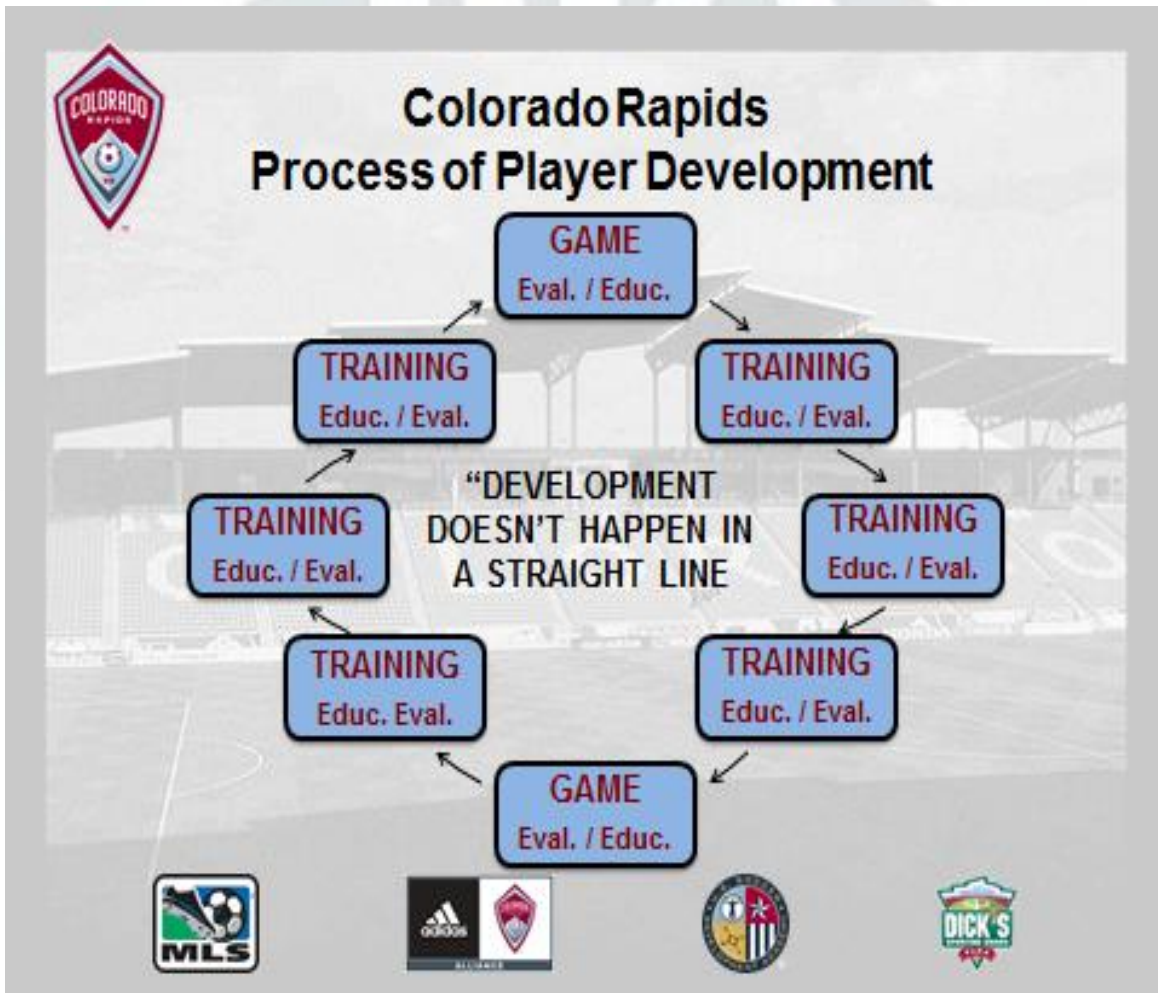 COLORADO
RAPIDS
Colorado Rapids
Process of Player Development
GAME
Eval. / Educ.
TRAINING
Educ. / Eval.
TRAINING
Educ. / Eval.
TRAINING
Educ. / Eval.
“DEVELOPMENT
DOESN’T HAPPEN IN
A STRAIGHT LINE
TRAINING
Educ. / Eval.
TRAINING
Educ. Eval.
TRAINING
Educ. / Eval.
GAME
Eval. / Educ.
MLS
adidas
ALLIANCE
DICK'S